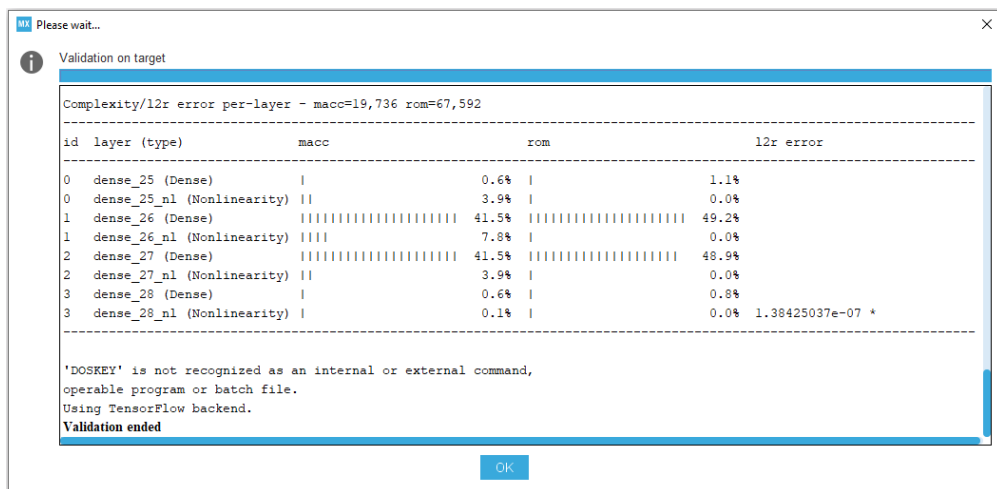 MX Please wait...
Validation on target
Complexity/l2r error per-layer - macc=19,736 rom=67,592
------------------------------------------------------------------------
id layer (type) macc rom l2r error
------------------------------------------------------------------------
0 dense_25 (Dense) | 0.6% | 1.1%
0 dense_25_nl (Nonlinearity) || 3.9% | 0.0%
1 dense_26 (Dense) ||||||||||||||||||||| 41.5% ||||||||||||||||||||| 49.2%
1 dense_26_nl (Nonlinearity) |||| 7.8% | 0.0%
2 dense_27 (Dense) ||||||||||||||||||||| 41.5% |||||||||||||||||||| 48.9%
2 dense_27_nl (Nonlinearity) || 3.9% | 0.0%
3 dense_28 (Dense) | 0.6% | 0.8%
3 dense_28_nl (Nonlinearity) | 0.1% | 0.0% 1.38425037e-07 *
------------------------------------------------------------------------
'DOSKEY' is not recognized as an internal or external command,
operable program or batch file.
Using TensorFlow backend.
Validation ended
OK